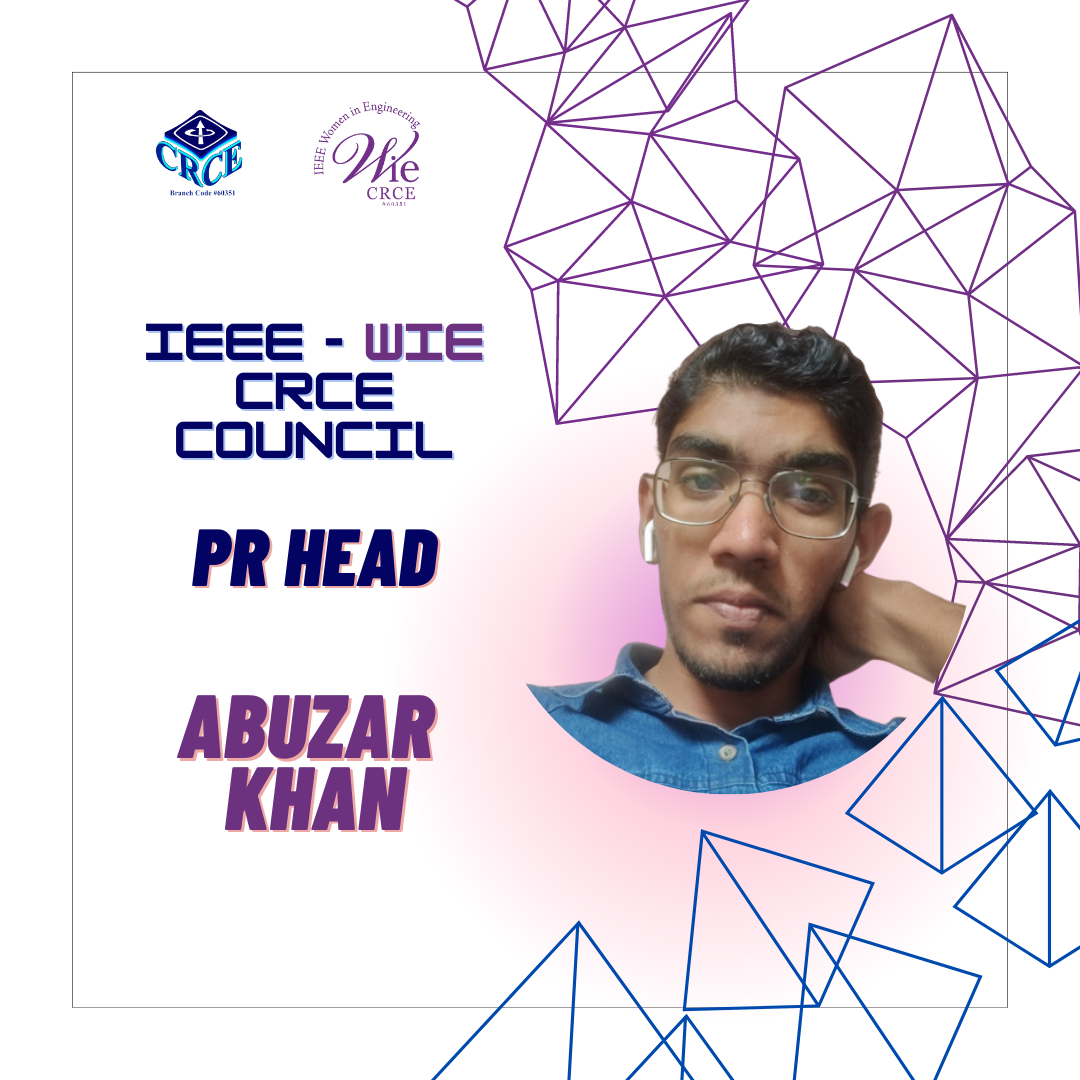 CRCE
Branch Code #60351
IEEE Women in Engineering
Wie
CRCE
#60351
IEEE - WIE
CRCE
COUNCIL
PR HEAD
ABUZAR
KHAN